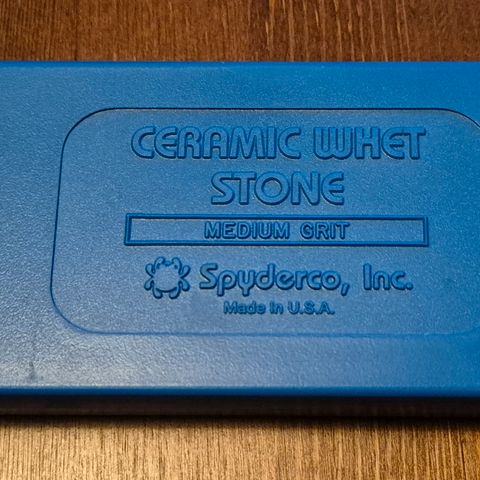 CERAMIC WHET
STONE
MEDIUM GRIT
Spyderco, Inc.
Made in U.S.A.